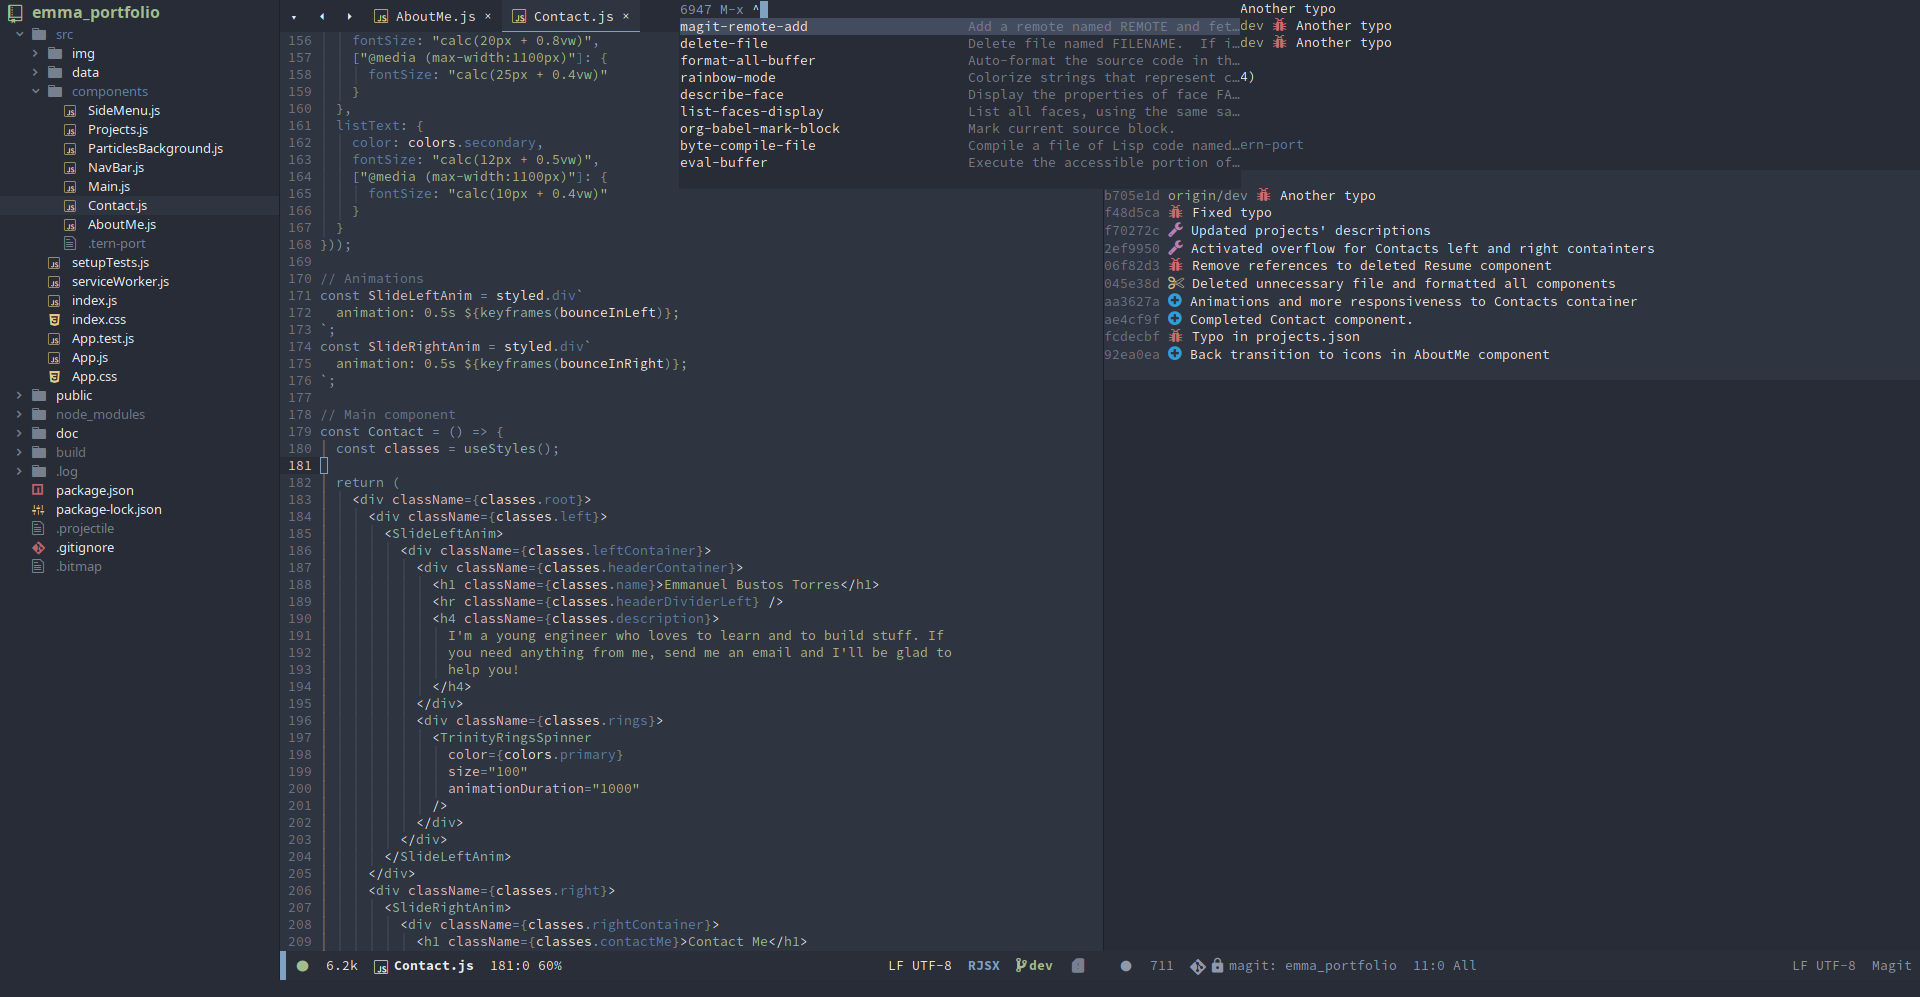 emma_portfolio
src
img
data
components
SideMenu.js
Projects.js
ParticlesBackground.js
NavBar.js
Main.js
Contact.js
AboutMe.js
.tern-port
setupTests.js
serviceWorker.js
index.js
index.css
App.test.js
App.js
App.css
public
node_modules
doc
build
.log
package.json
package-lock.json
.projectile
.gitignore
.bitmap
AboutMe.js × Contact.js ×
156 fontSize: "calc(20px + 0.8vw)",
157 ["@media (max-width:1100px)"]: {
158 fontSize: "calc(25px + 0.4vw)"
159 }
160 },
161 listText: {
162 color: colors.secondary,
163 fontSize: "calc(12px + 0.5vw)",
164 ["@media (max-width:1100px)"]: {
165 fontSize: "calc(10px + 0.4vw)"
166 }
167 }
168 }));
169
170 // Animations
171 const SlideLeftAnim = styled.div`
172 animation: 0.5s ${keyframes(bounceInLeft)};
173 `;
174 const SlideRightAnim = styled.div`
175 animation: 0.5s ${keyframes(bounceInRight)};
176 `;
177
178 // Main component
179 const Contact = () => {
180 const classes = useStyles();
181
182 return (
183 <div className={classes.root}>
184 <div className={classes.left}>
185 <SlideLeftAnim>
186 <div className={classes.leftContainer}>
187 <div className={classes.headerContainer}>
188 <h1 className={classes.name}>Emmanuel Bustos Torres</h1>
189 <hr className={classes.headerDividerLeft} />
190 <h4 className={classes.description}>
191 I'm a young engineer who loves to learn and to build stuff. If
192 you need anything from me, send me an email and I'll be glad to
193 help you!
194 </h4>
195 </div>
196 <div className={classes.rings}>
197 <TrinityRingsSpinner
198 color={colors.primary}
199 size="100"
200 animationDuration="1000"
201 />
202 </div>
203 </div>
204 </SlideLeftAnim>
205 </div>
206 <div className={classes.right}>
207 <SlideRightAnim>
208 <div className={classes.rightContainer}>
209 <h1 className={classes.contactMe}>Contact Me</h1>
6.2k Contact.js 181:0 60% LF UTF-8 RJSX dev
6947 M-x ^
magit-remote-add Add a remote named REMOTE and fet…
delete-file Delete file named FILENAME. If i…
format-all-buffer Auto-format the source code in th…
rainbow-mode Colorize strings that represent c…
describe-face Display the properties of face FA…
list-faces-display List all faces, using the same sa…
org-babel-mark-block Mark current source block.
byte-compile-file Compile a file of Lisp code named…
eval-buffer Execute the accessible portion of…
Another typo
dev Another typo
dev Another typo
4)
ern-port
b705e1d origin/dev Another typo
f48d5ca Fixed typo
f70272c Updated projects' descriptions
2ef9950 Activated overflow for Contacts left and right containters
06f82d3 Remove references to deleted Resume component
045e38d Deleted unnecessary file and formatted all components
aa3627a Animations and more responsiveness to Contacts container
ae4cf9f Completed Contact component.
fcdecbf Typo in projects.json
92ea0ea Back transition to icons in AboutMe component
711 magit: emma_portfolio 11:0 All LF UTF-8 Magit